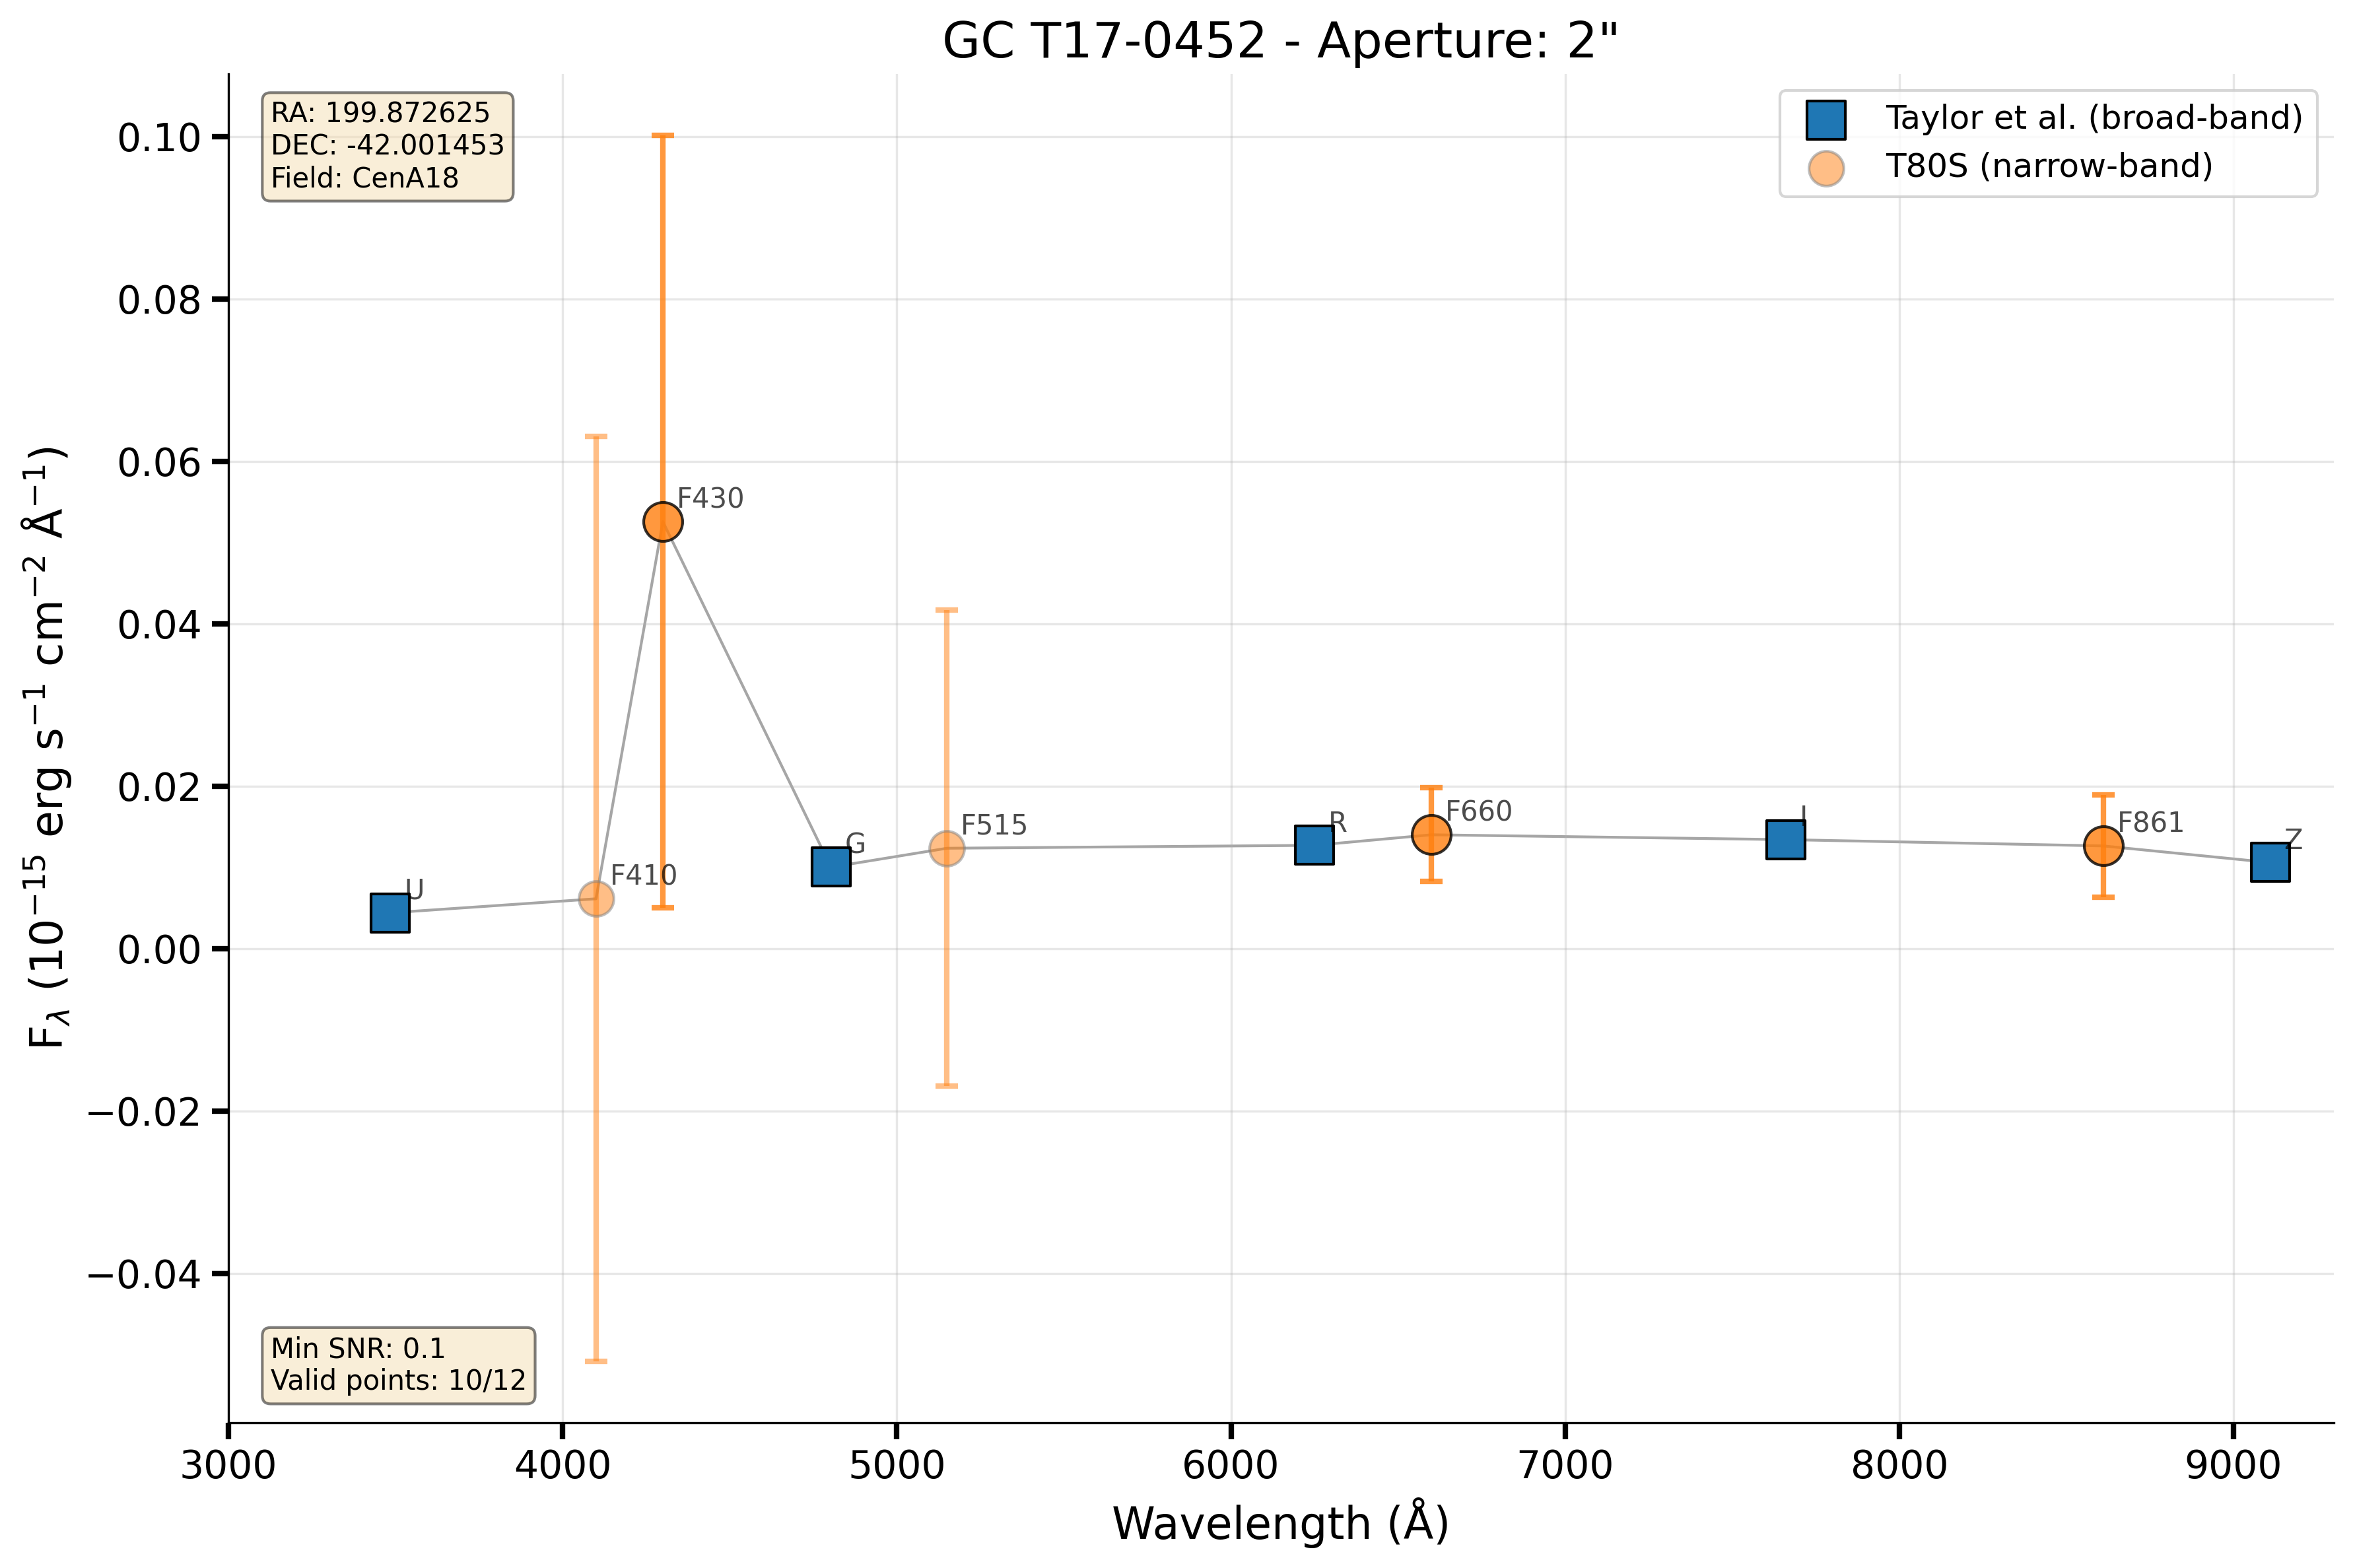 GC T17-0452 - Aperture: 2"
RA: 199.872625
DEC: -42.001453
Field: CenA18
Taylor et al. (broad-band)
T80S (narrow-band)
0.10
0.08
0.06
0.04
0.02
0.00
−0.02
−0.04
F_λ (10⁻¹⁵ erg s⁻¹ cm⁻² Å⁻¹)
U
F410
F430
G
F515
R
F660
I
F861
Z
Min SNR: 0.1
Valid points: 10/12
3000 4000 5000 6000 7000 8000 9000
Wavelength (Å)